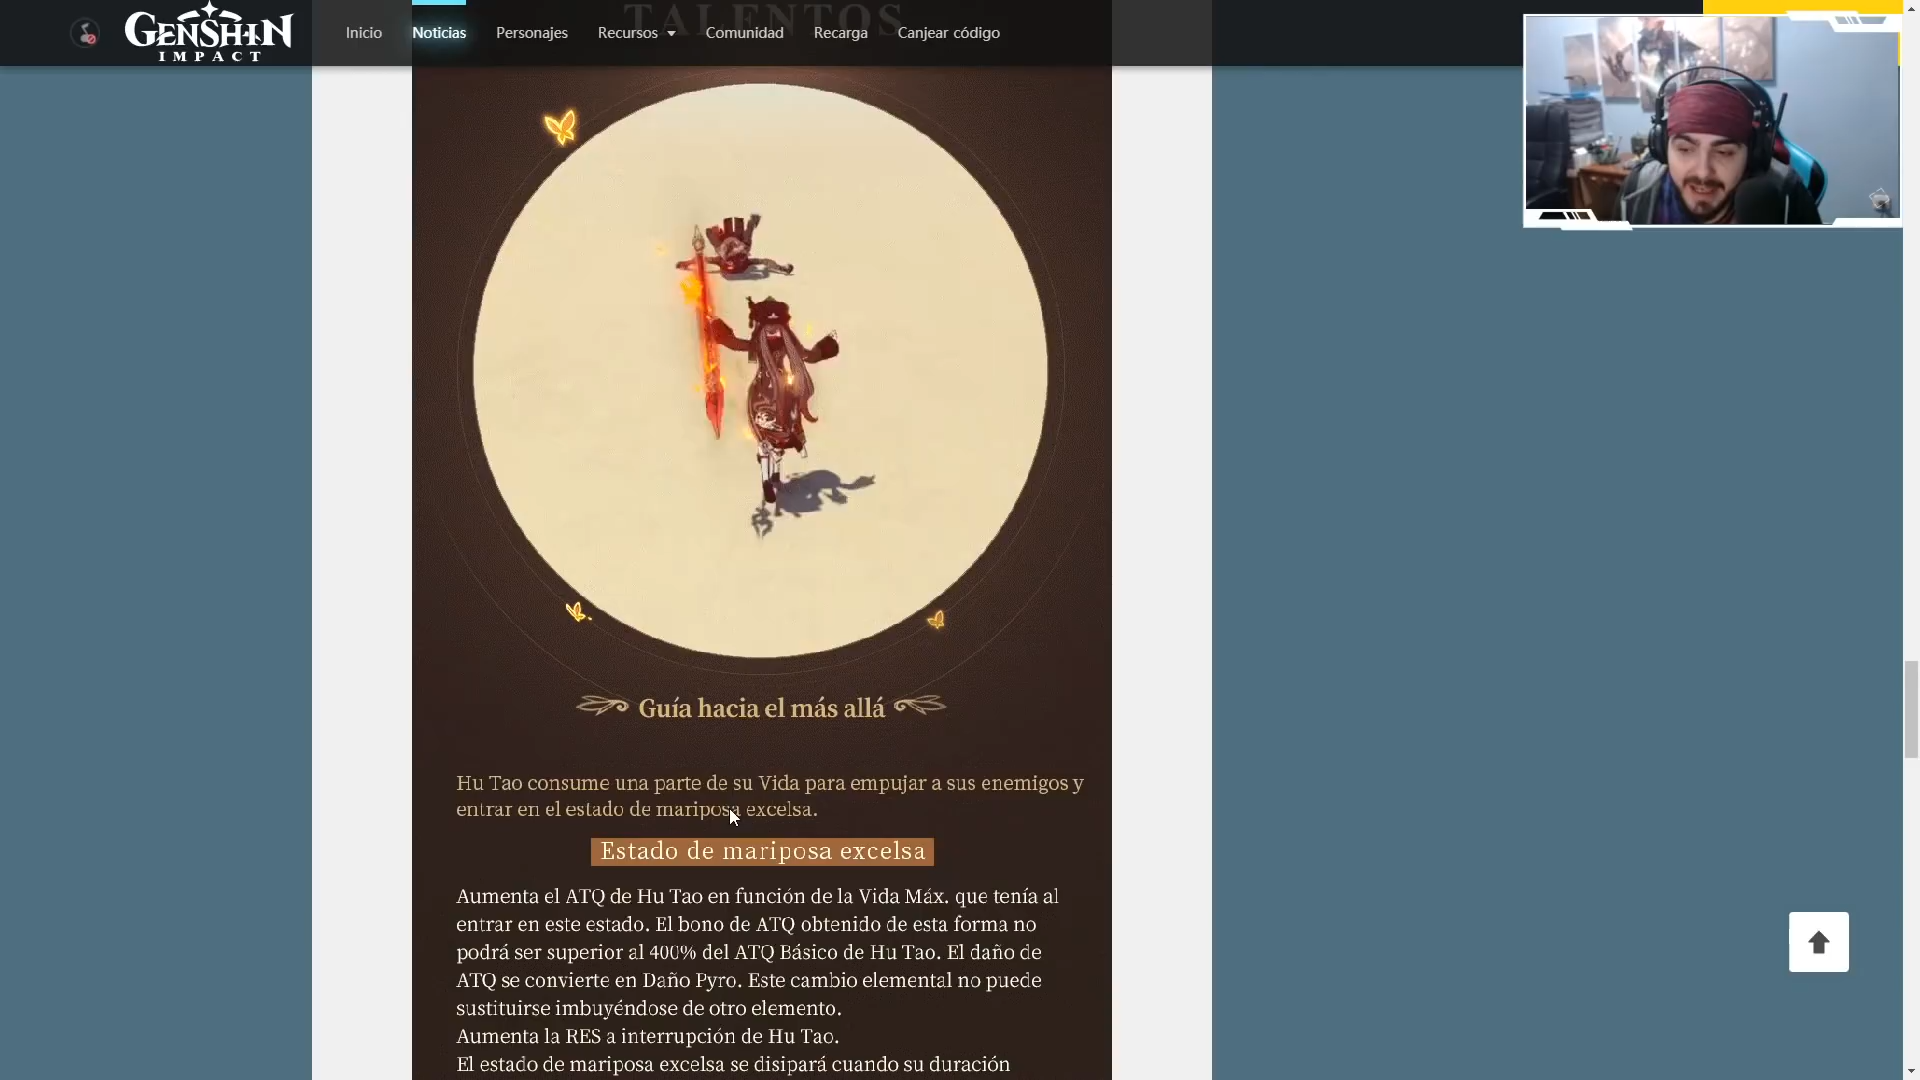 GENSHIN
IMPACT
Inicio
Noticias
Personajes
Recursos
Comunidad
Recarga
Canjear código
TALENTOS
Guía hacia el más allá
Hu Tao consume una parte de su Vida para empujar a sus enemigos y
entrar en el estado de mariposa excelsa.
Estado de mariposa excelsa
Aumenta el ATQ de Hu Tao en función de la Vida Máx. que tenía al
entrar en este estado. El bono de ATQ obtenido de esta forma no
podrá ser superior al 400% del ATQ Básico de Hu Tao. El daño de
ATQ se convierte en Daño Pyro. Este cambio elemental no puede
sustituirse imbuyéndose de otro elemento.
Aumenta la RES a interrupción de Hu Tao.
El estado de mariposa excelsa se disipará cuando su duración